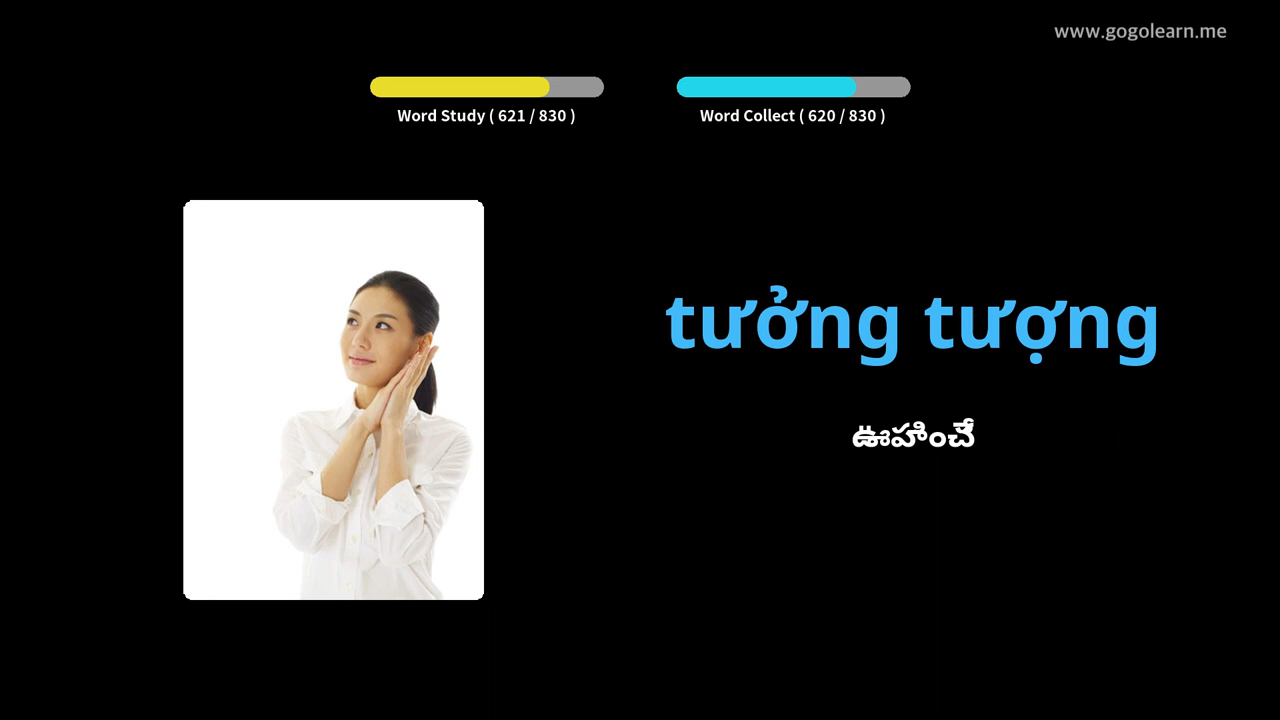 www.gogolearn.me
Word Study ( 621 / 830 )
Word Collect ( 620 / 830 )
tưởng tượng
ఊహించే